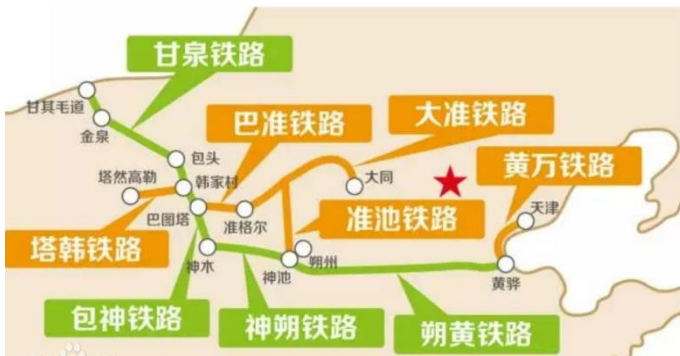 甘泉铁路
甘其毛道
金泉
巴准铁路
大准铁路
包头
黄万铁路
塔然高勒
韩家村
大同
巴图塔
准格尔
准池铁路
天津
塔韩铁路
神木
神池
朔州
黄骅
包神铁路
神朔铁路
朔黄铁路